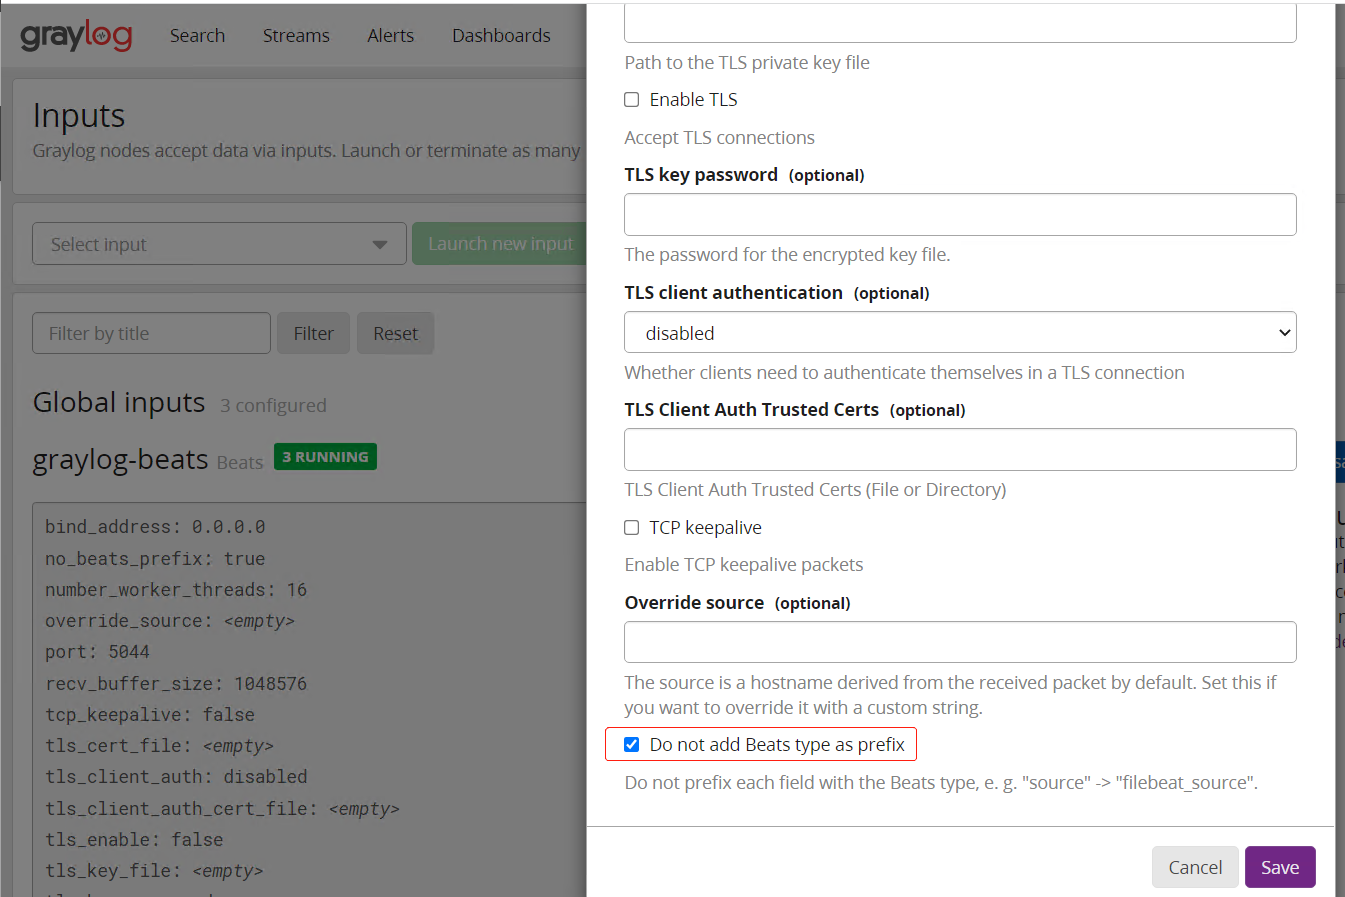 graylog
Search
Streams
Alerts
Dashboards
Inputs
Graylog nodes accept data via inputs. Launch or terminate as many
Select input
Launch new input
Filter by title
Filter
Reset
Global inputs 3 configured
graylog-beats Beats 3 RUNNING
bind_address: 0.0.0.0
no_beats_prefix: true
number_worker_threads: 16
override_source: <empty>
port: 5044
recv_buffer_size: 1048576
tcp_keepalive: false
tls_cert_file: <empty>
tls_client_auth: disabled
tls_client_auth_cert_file: <empty>
tls_enable: false
tls_key_file: <empty>
Path to the TLS private key file
Enable TLS
Accept TLS connections
TLS key password (optional)
The password for the encrypted key file.
TLS client authentication (optional)
disabled
Whether clients need to authenticate themselves in a TLS connection
TLS Client Auth Trusted Certs (optional)
TLS Client Auth Trusted Certs (File or Directory)
TCP keepalive
Enable TCP keepalive packets
Override source (optional)
The source is a hostname derived from the received packet by default. Set this if
you want to override it with a custom string.
Do not add Beats type as prefix
Do not prefix each field with the Beats type, e. g. "source" -> "filebeat_source".
Cancel
Save